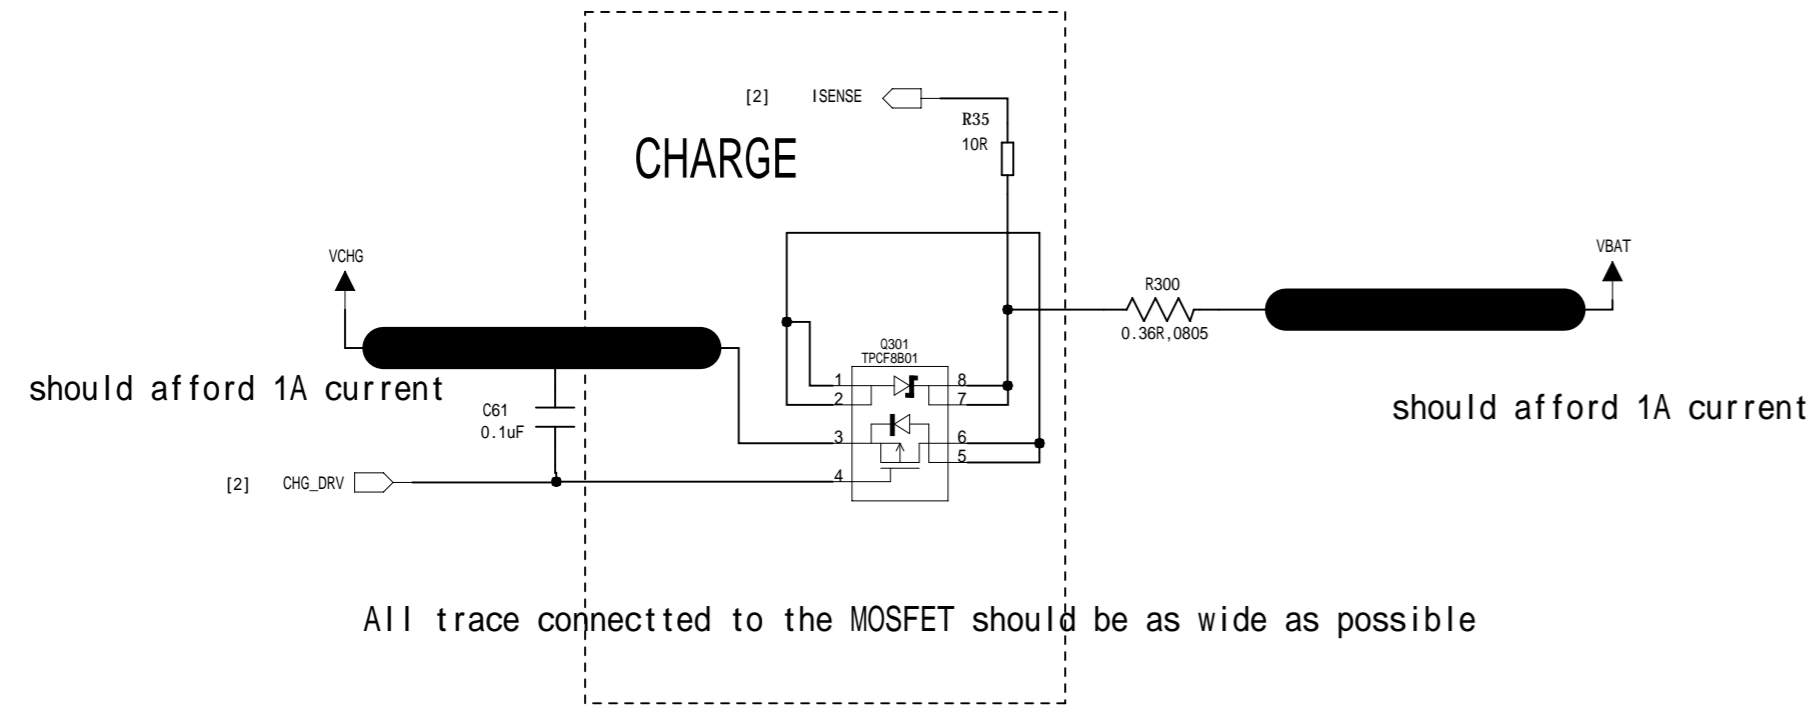 [2] ISENSE
R35
10R
CHARGE
VCHG
VBAT
R300
0.36R,0805
Q301
TPCF8B01
should afford 1A current
should afford 1A current
C61
0.1uF
1
2
3
4
8
7
6
5
[2] CHG_DRV
All trace connectted to the MOSFET should be as wide as possible